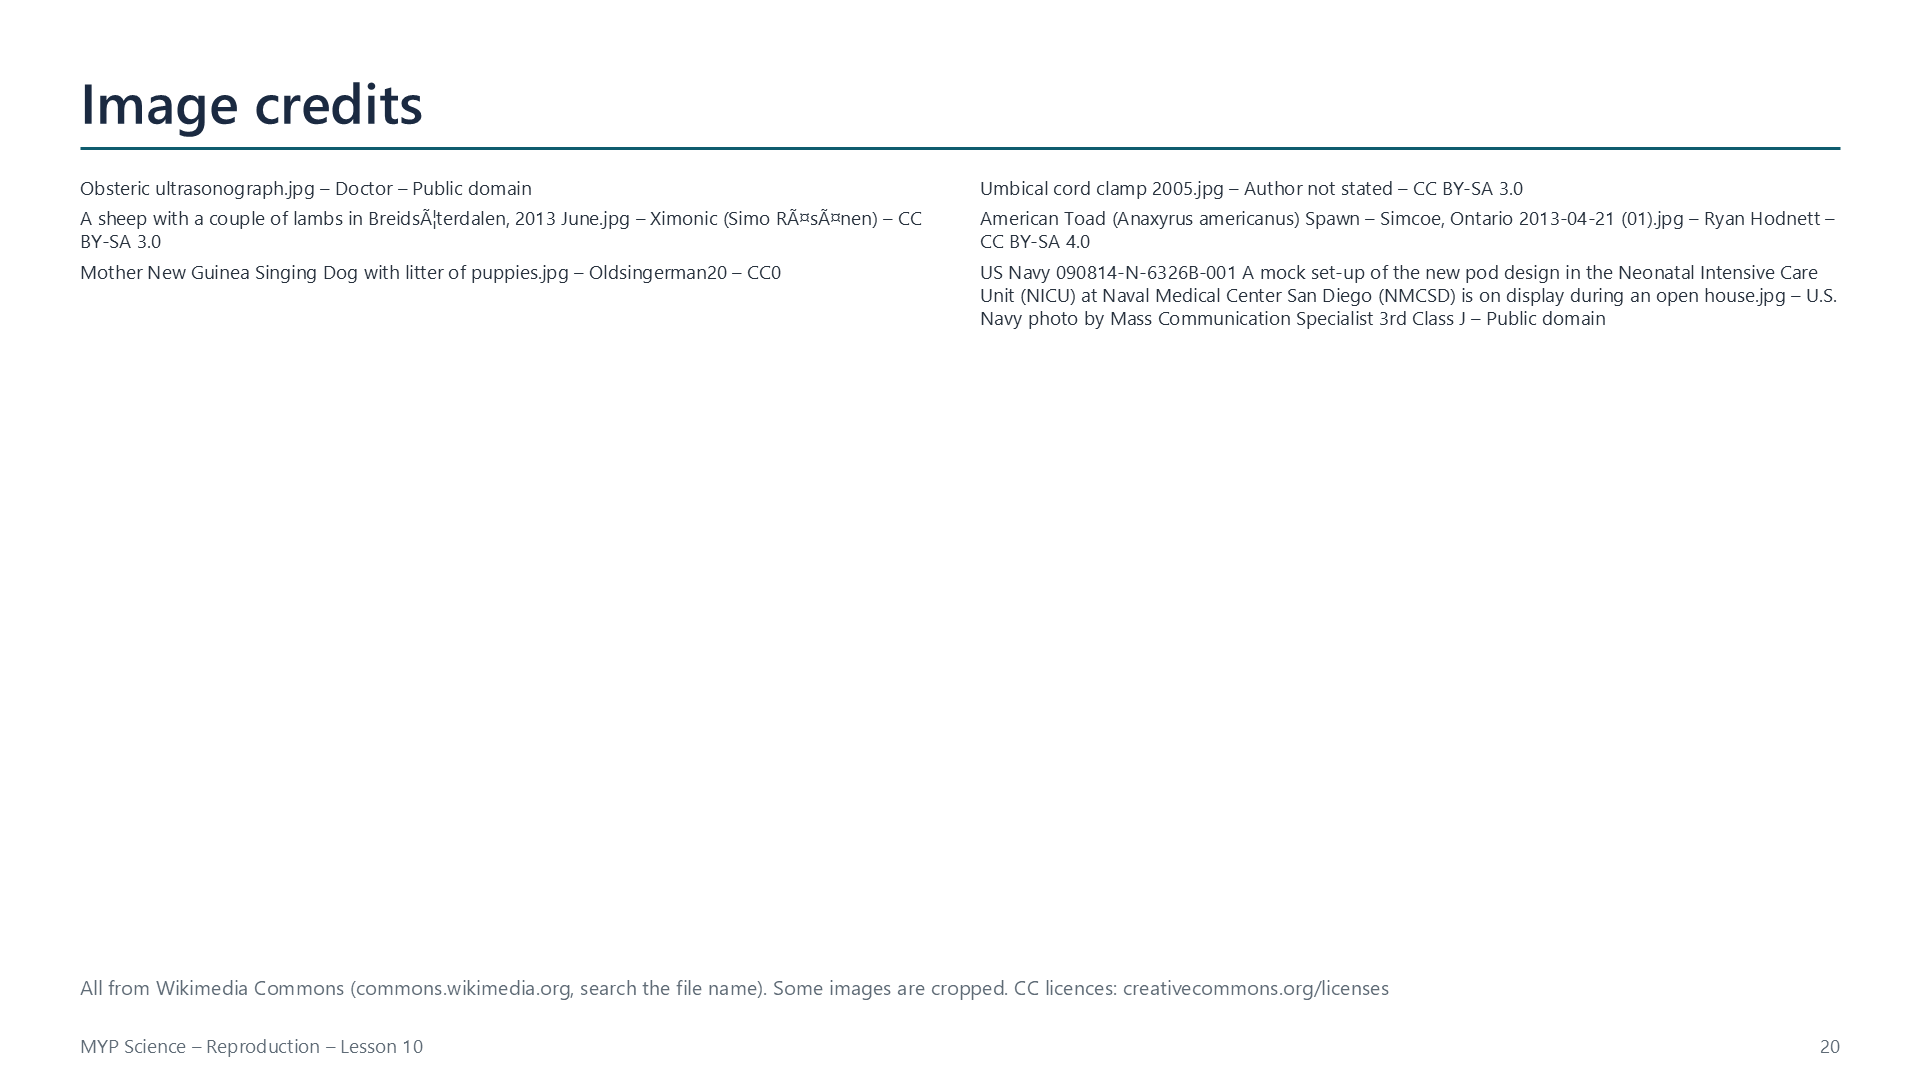 Image credits
Obsteric ultrasonograph.jpg – Doctor – Public domain
A sheep with a couple of lambs in BreidsÃ¦terdalen, 2013 June.jpg – Ximonic (Simo RÃ¤sÃ¤nen) – CC
BY-SA 3.0
Mother New Guinea Singing Dog with litter of puppies.jpg – Oldsingerman20 – CC0
Umbical cord clamp 2005.jpg – Author not stated – CC BY-SA 3.0
American Toad (Anaxyrus americanus) Spawn – Simcoe, Ontario 2013-04-21 (01).jpg – Ryan Hodnett –
CC BY-SA 4.0
US Navy 090814-N-6326B-001 A mock set-up of the new pod design in the Neonatal Intensive Care
Unit (NICU) at Naval Medical Center San Diego (NMCSD) is on display during an open house.jpg – U.S.
Navy photo by Mass Communication Specialist 3rd Class J – Public domain
All from Wikimedia Commons (commons.wikimedia.org, search the file name). Some images are cropped. CC licences: creativecommons.org/licenses
MYP Science – Reproduction – Lesson 10
20